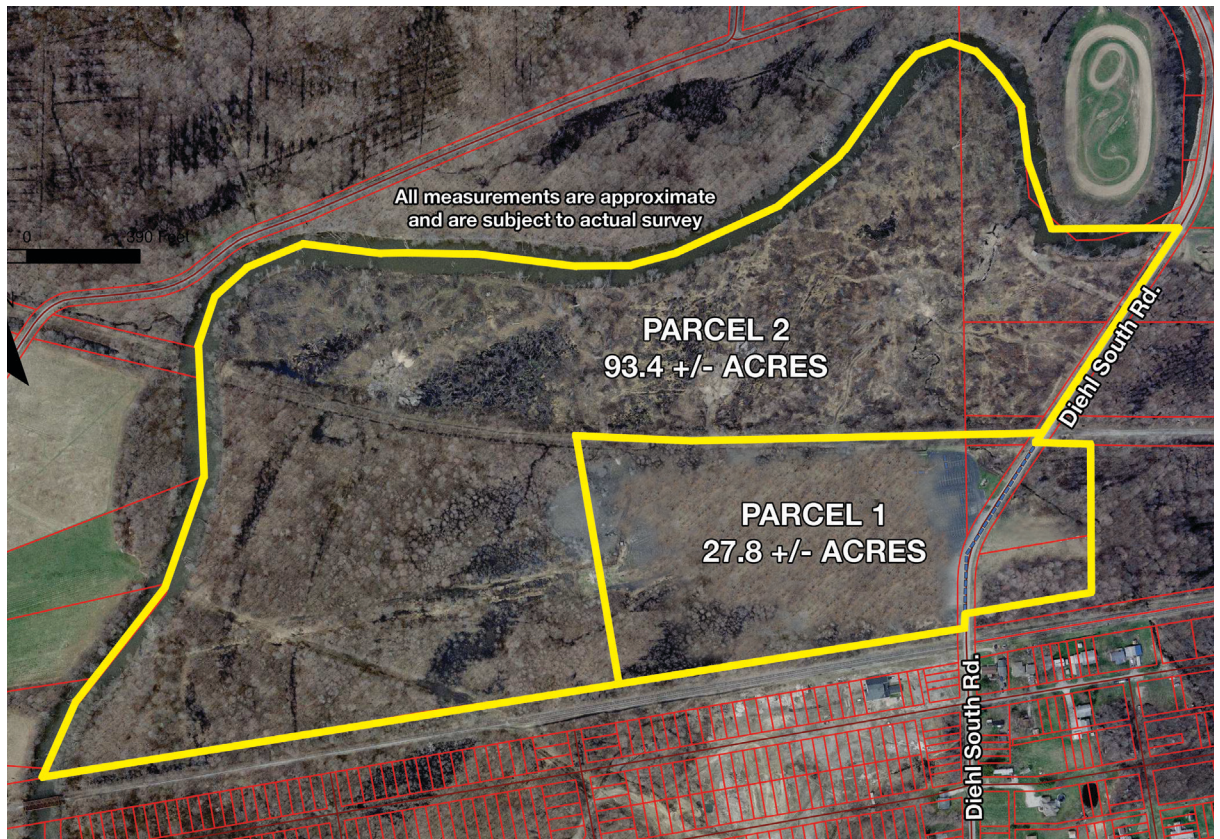 All measurements are approximate
and are subject to actual survey
0 390 Feet
PARCEL 2
93.4 +/- ACRES
Diehl South Rd.
PARCEL 1
27.8 +/- ACRES
Diehl South Rd.